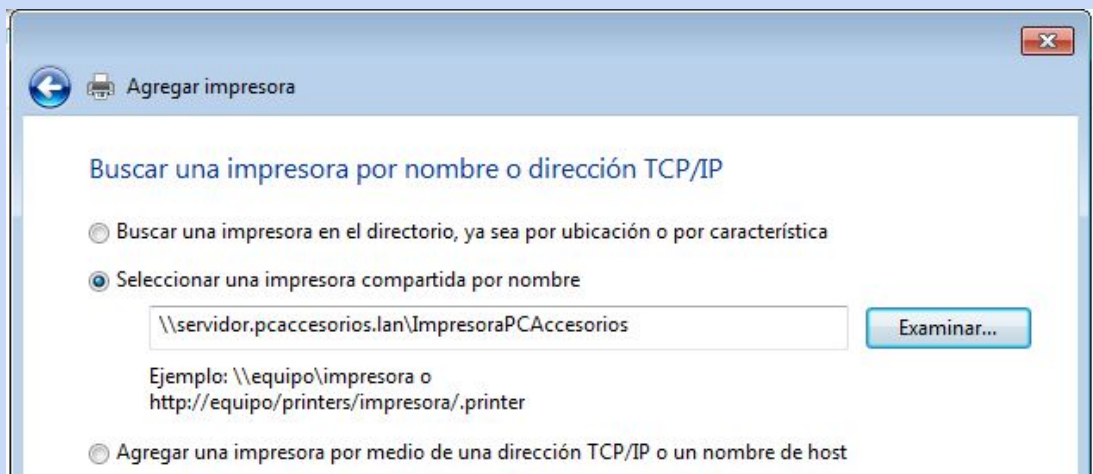 Agregar impresora
Buscar una impresora por nombre o dirección TCP/IP
Buscar una impresora en el directorio, ya sea por ubicación o por característica
Seleccionar una impresora compartida por nombre
\\servidor.pcaccesorios.lan\ImpresoraPCAccesorios
Examinar...
Ejemplo: \\equipo\impresora o
http://equipo/printers/impresora/.printer
Agregar una impresora por medio de una dirección TCP/IP o un nombre de host